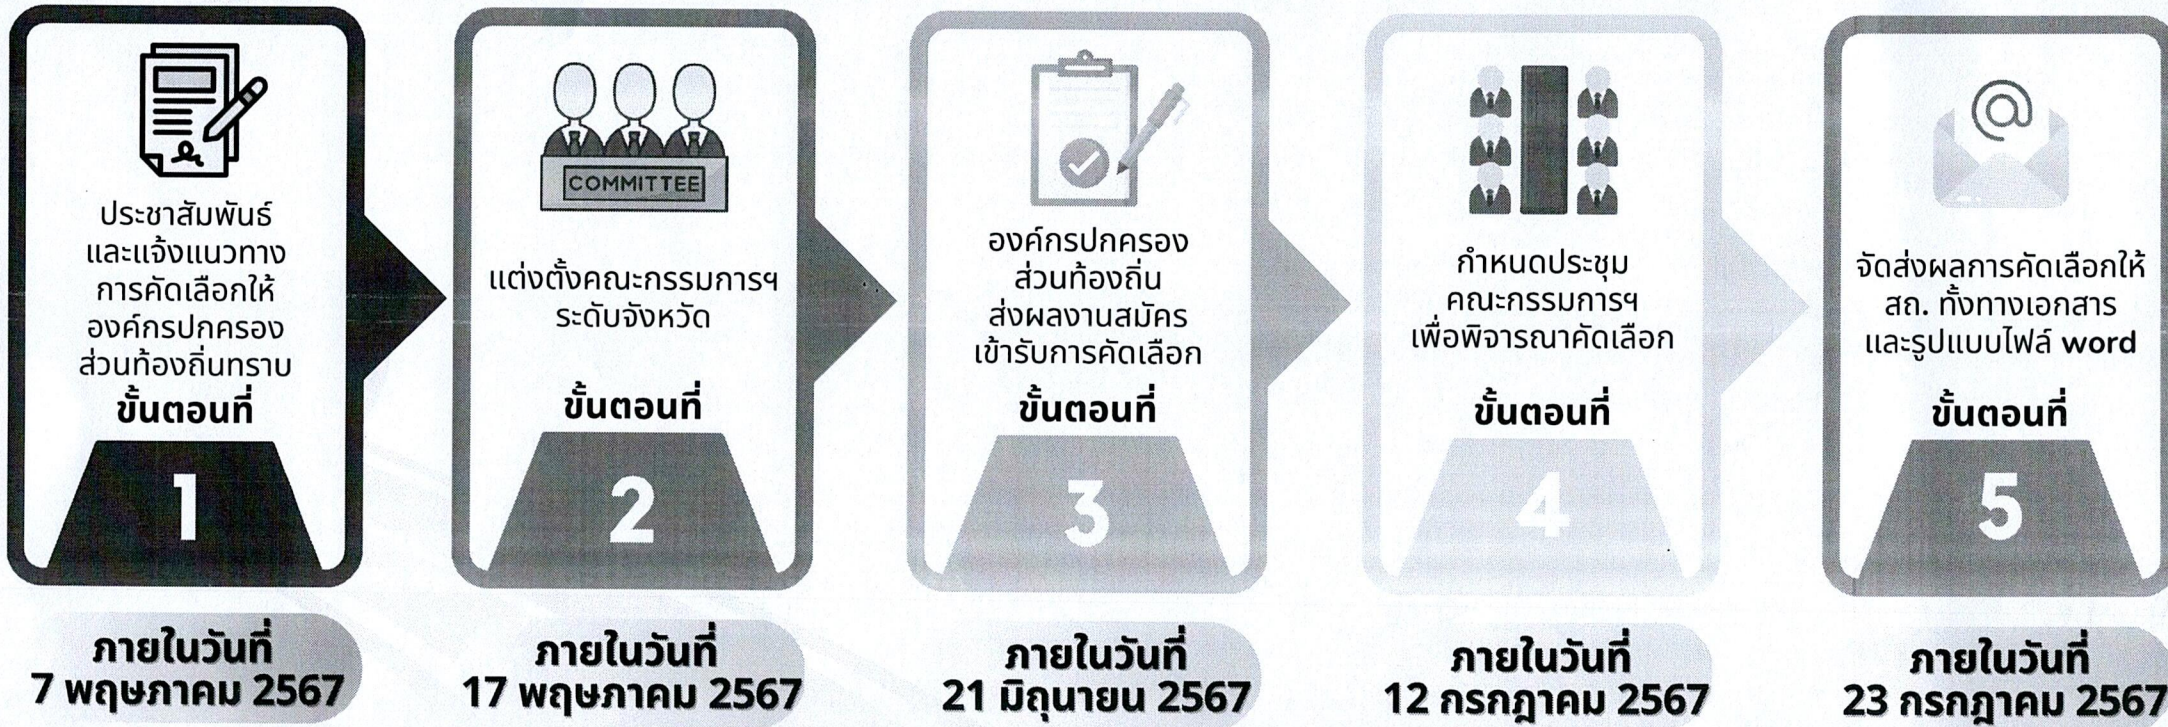 ประชาสัมพันธ์
และแจ้งแนวทาง
การคัดเลือกให้
องค์กรปกครอง
ส่วนท้องถิ่นทราบ
ขั้นตอนที่
1
ภายในวันที่
7 พฤษภาคม 2567
COMMITTEE
แต่งตั้งคณะกรรมการฯ
ระดับจังหวัด
ขั้นตอนที่
2
ภายในวันที่
17 พฤษภาคม 2567
องค์กรปกครอง
ส่วนท้องถิ่น
ส่งผลงานสมัคร
เข้ารับการคัดเลือก
ขั้นตอนที่
3
ภายในวันที่
21 มิถุนายน 2567
กำหนดประชุม
คณะกรรมการฯ
เพื่อพิจารณาคัดเลือก
ขั้นตอนที่
4
ภายในวันที่
12 กรกฎาคม 2567
@
จัดส่งผลการคัดเลือกให้
สถ. ทั้งทางเอกสาร
และรูปแบบไฟล์ word
ขั้นตอนที่
5
ภายในวันที่
23 กรกฎาคม 2567